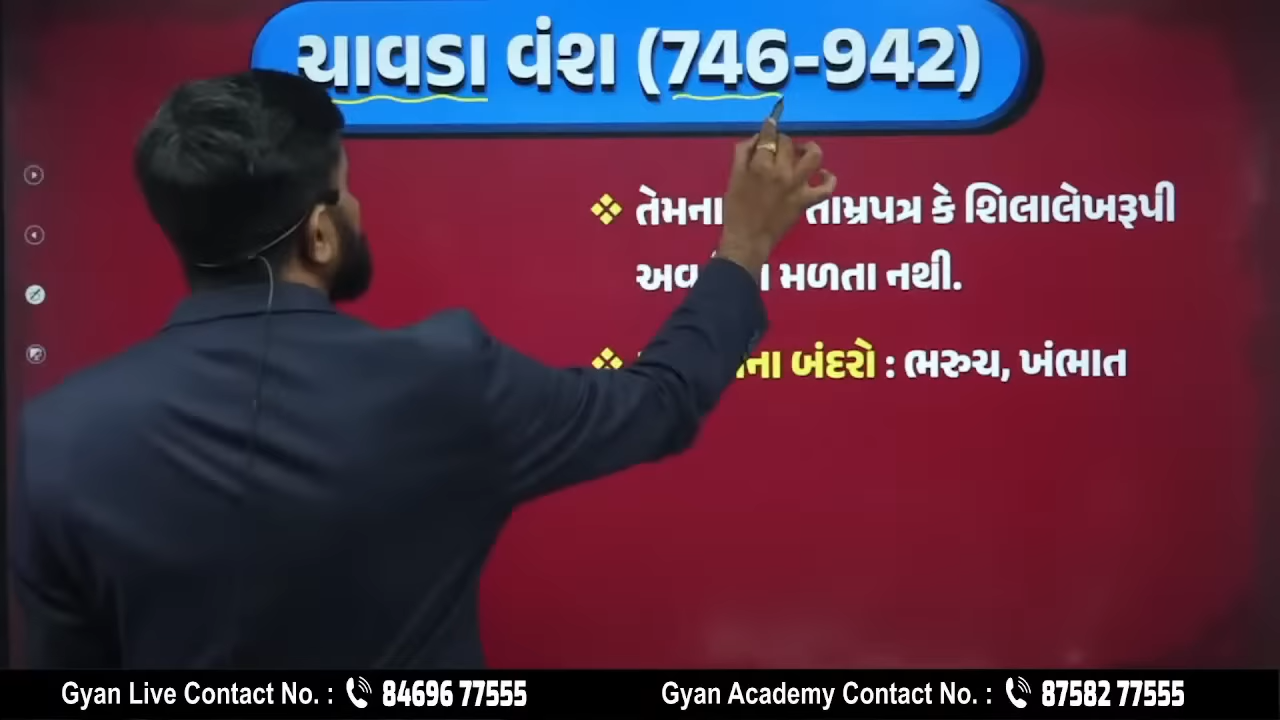 ચાવડા વંશ (746-942)
❖ તેમના તામ્રપત્ર કે શિલાલેખરૂપી
મળતા નથી.
❖ બંદરો : ભરુચ, ખંભાત
Gyan Live Contact No. : 84696 77555
Gyan Academy Contact No. : 87582 77555